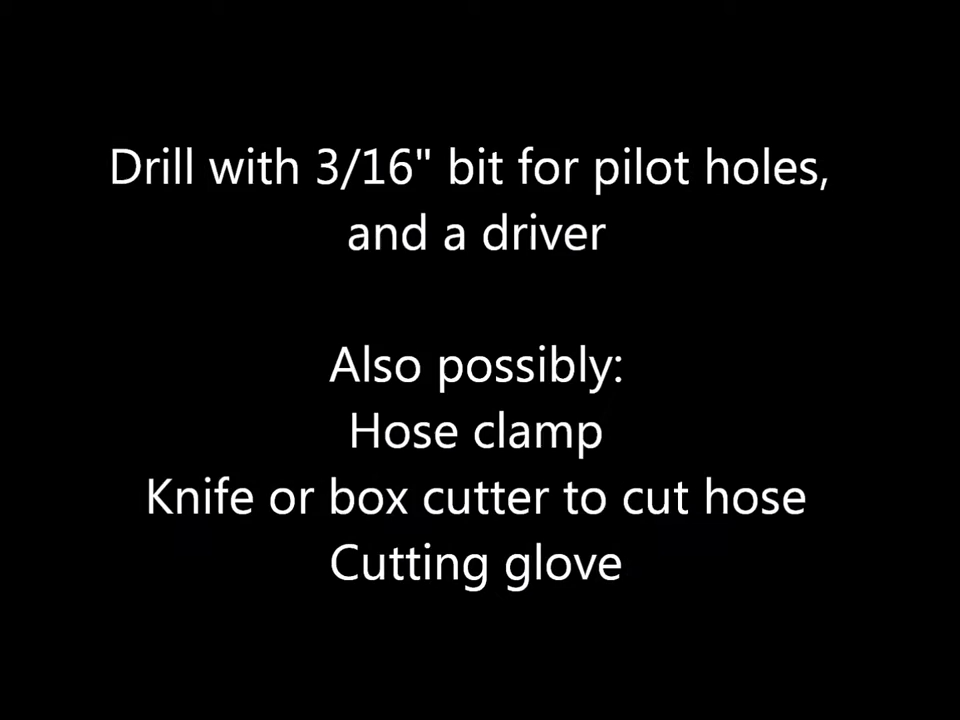 Drill with 3/16" bit for pilot holes,
and a driver
Also possibly:
Hose clamp
Knife or box cutter to cut hose
Cutting glove